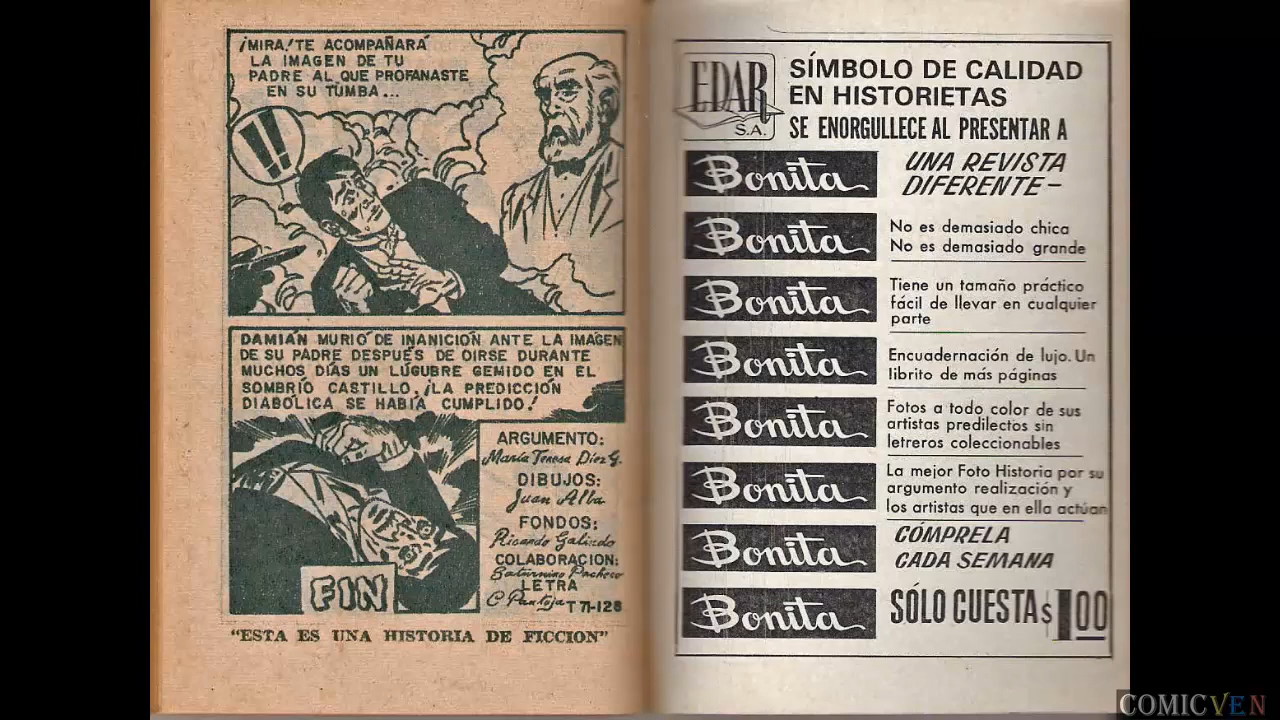 ¡MIRA! TE ACOMPAÑARÁ
LA IMAGEN DE TU
PADRE AL QUE PROFANASTE
EN SU TUMBA...
!!
DAMIÁN MURIÓ DE INANICIÓN ANTE LA IMAGEN
DE SU PADRE DESPUÉS DE OIRSE DURANTE
MUCHOS DÍAS UN LÚGUBRE GEMIDO EN EL
SOMBRÍO CASTILLO. ¡LA PREDICCIÓN
DIABÓLICA SE HABÍA CUMPLIDO!
ARGUMENTO:
María Teresa Díez G.
DIBUJOS:
Juan Alba
FONDOS:
Ricardo Galindo
COLABORACION:
Saturnino Pacheco
LETRA
C Pantoja T 71-128
FIN
"ESTA ES UNA HISTORIA DE FICCION"
EDAR
S.A.
SÍMBOLO DE CALIDAD
EN HISTORIETAS
SE ENORGULLECE AL PRESENTAR A
Bonita
UNA REVISTA
DIFERENTE-
Bonita
No es demasiado chica
No es demasiado grande
Bonita
Tiene un tamaño práctico
fácil de llevar en cualquier
parte
Bonita
Encuadernación de lujo. Un
librito de más páginas
Bonita
Fotos a todo color de sus
artistas predilectos sin
letreros coleccionables
Bonita
La mejor Foto Historia por su
argumento realización y
los artistas que en ella actúan
Bonita
CÓMPRELA
CADA SEMANA
Bonita
SÓLO CUESTA $1.00
COMICVEN